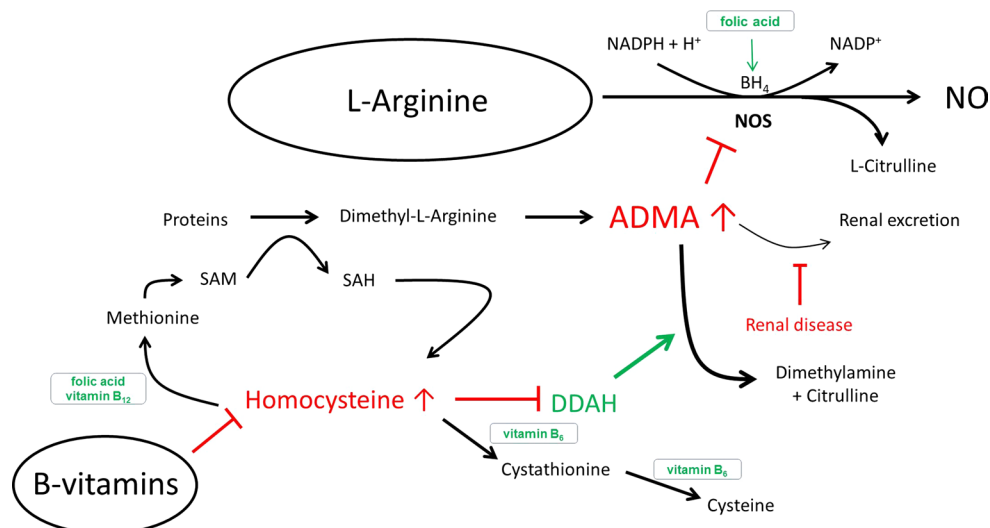 folic acid
NADPH + H⁺
NADP⁺
BH₄
L-Arginine
NO
NOS
L-Citrulline
Proteins
Dimethyl-L-Arginine
ADMA ↑
Renal excretion
SAM
SAH
Methionine
Renal disease
folic acid
vitamin B₁₂
Homocysteine ↑
DDAH
Dimethylamine
+ Citrulline
vitamin B₆
Cystathionine
vitamin B₆
B-vitamins
Cysteine